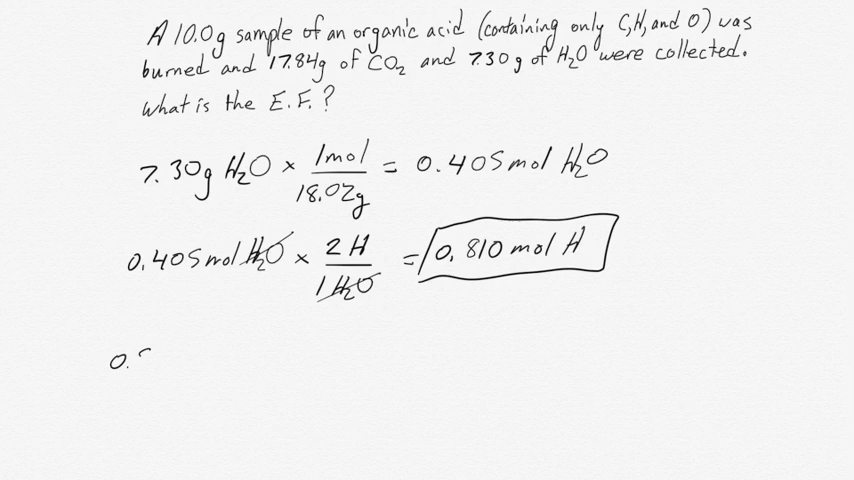 A 10.0g sample of an organic acid (containing only C,H, and O) was
burned and 17.84g of CO₂ and 7.30 g of H₂O were collected.
What is the E.F.?
7.30g H₂O × 1mol / 18.02g = 0.405 mol H₂O
0.405 mol H₂O × 2 H / 1 H₂O = 0.810 mol H
0.